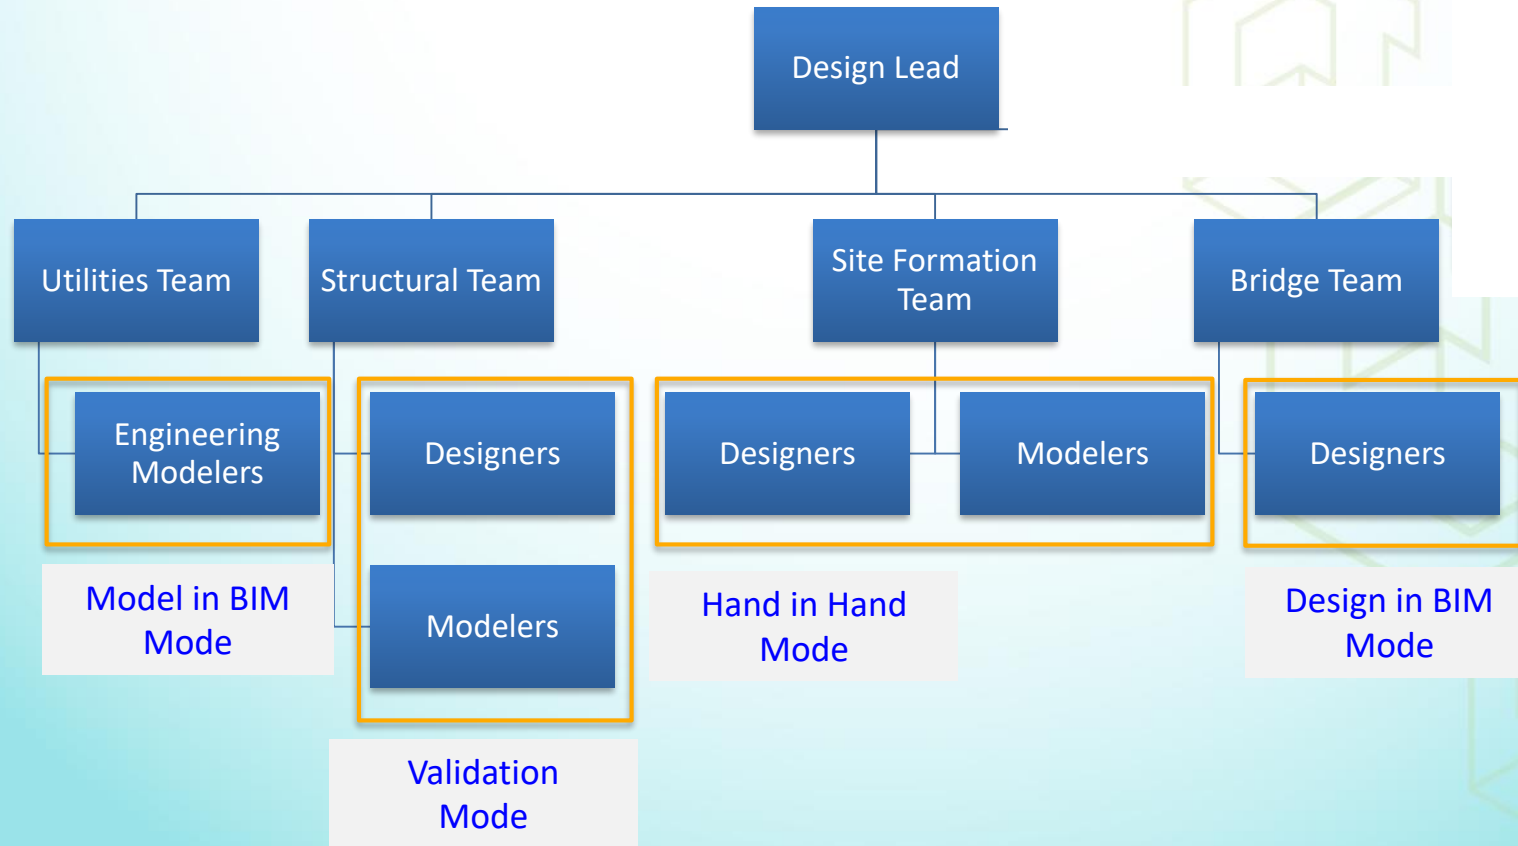 Design Lead
Utilities Team
Structural Team
Site Formation
Team
Bridge Team
Engineering
Modelers
Designers
Designers
Modelers
Designers
Modelers
Model in BIM
Mode
Hand in Hand
Mode
Design in BIM
Mode
Validation
Mode